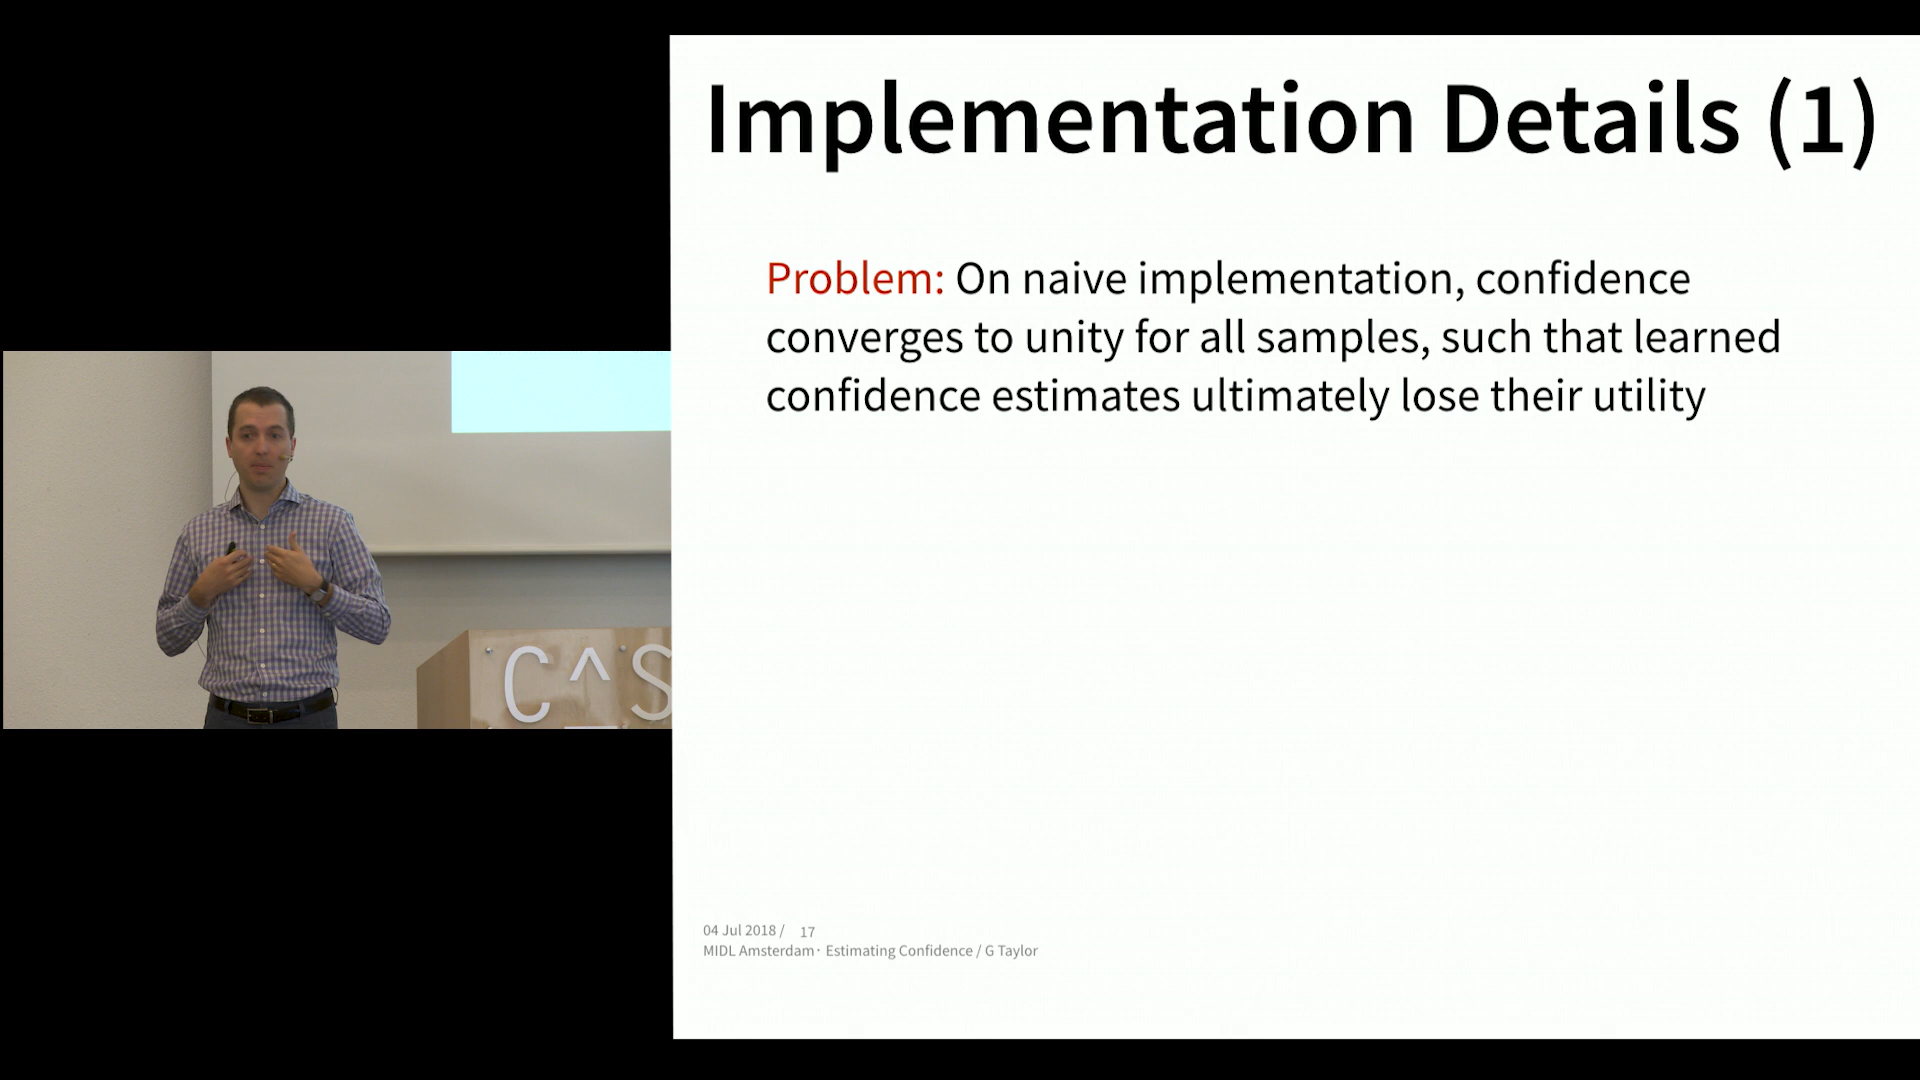 Implementation Details (1)
Problem: On naive implementation, confidence
converges to unity for all samples, such that learned
confidence estimates ultimately lose their utility
C^S
04 Jul 2018 / 17
MIDL Amsterdam · Estimating Confidence / G Taylor